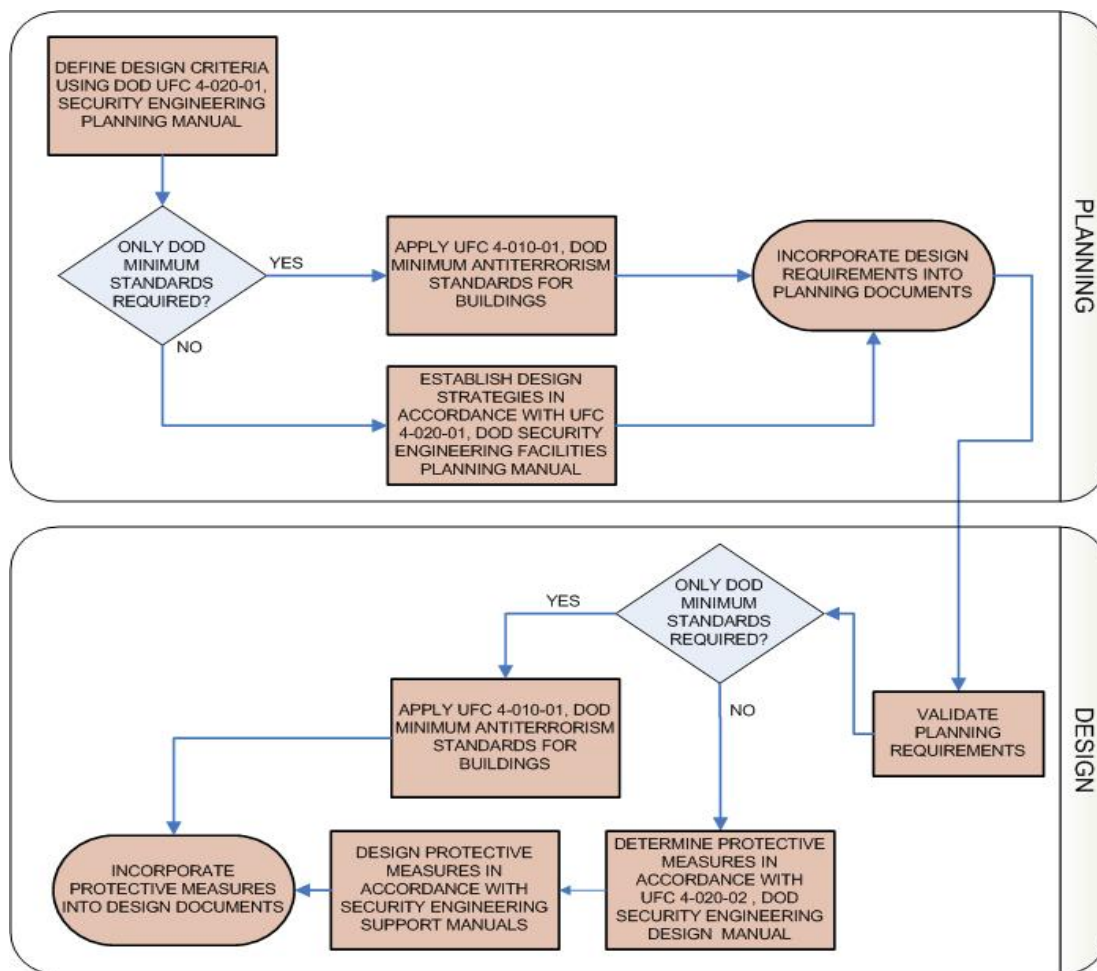 DEFINE DESIGN CRITERIA
USING DOD UFC 4-020-01,
SECURITY ENGINEERING
PLANNING MANUAL
ONLY DOD
MINIMUM
STANDARDS
REQUIRED?
YES
NO
APPLY UFC 4-010-01, DOD
MINIMUM ANTITERRORISM
STANDARDS FOR
BUILDINGS
ESTABLISH DESIGN
STRATEGIES IN
ACCORDANCE WITH UFC
4-020-01, DOD SECURITY
ENGINEERING FACILITIES
PLANNING MANUAL
INCORPORATE DESIGN
REQUIREMENTS INTO
PLANNING DOCUMENTS
PLANNING
VALIDATE
PLANNING
REQUIREMENTS
ONLY DOD
MINIMUM
STANDARDS
REQUIRED?
YES
NO
APPLY UFC 4-010-01, DOD
MINIMUM ANTITERRORISM
STANDARDS FOR
BUILDINGS
DETERMINE PROTECTIVE
MEASURES IN
ACCORDANCE WITH
UFC 4-020-02 , DOD
SECURITY ENGINEERING
DESIGN MANUAL
DESIGN PROTECTIVE
MEASURES IN
ACCORDANCE WITH
SECURITY ENGINEERING
SUPPORT MANUALS
INCORPORATE
PROTECTIVE MEASURES
INTO DESIGN DOCUMENTS
DESIGN